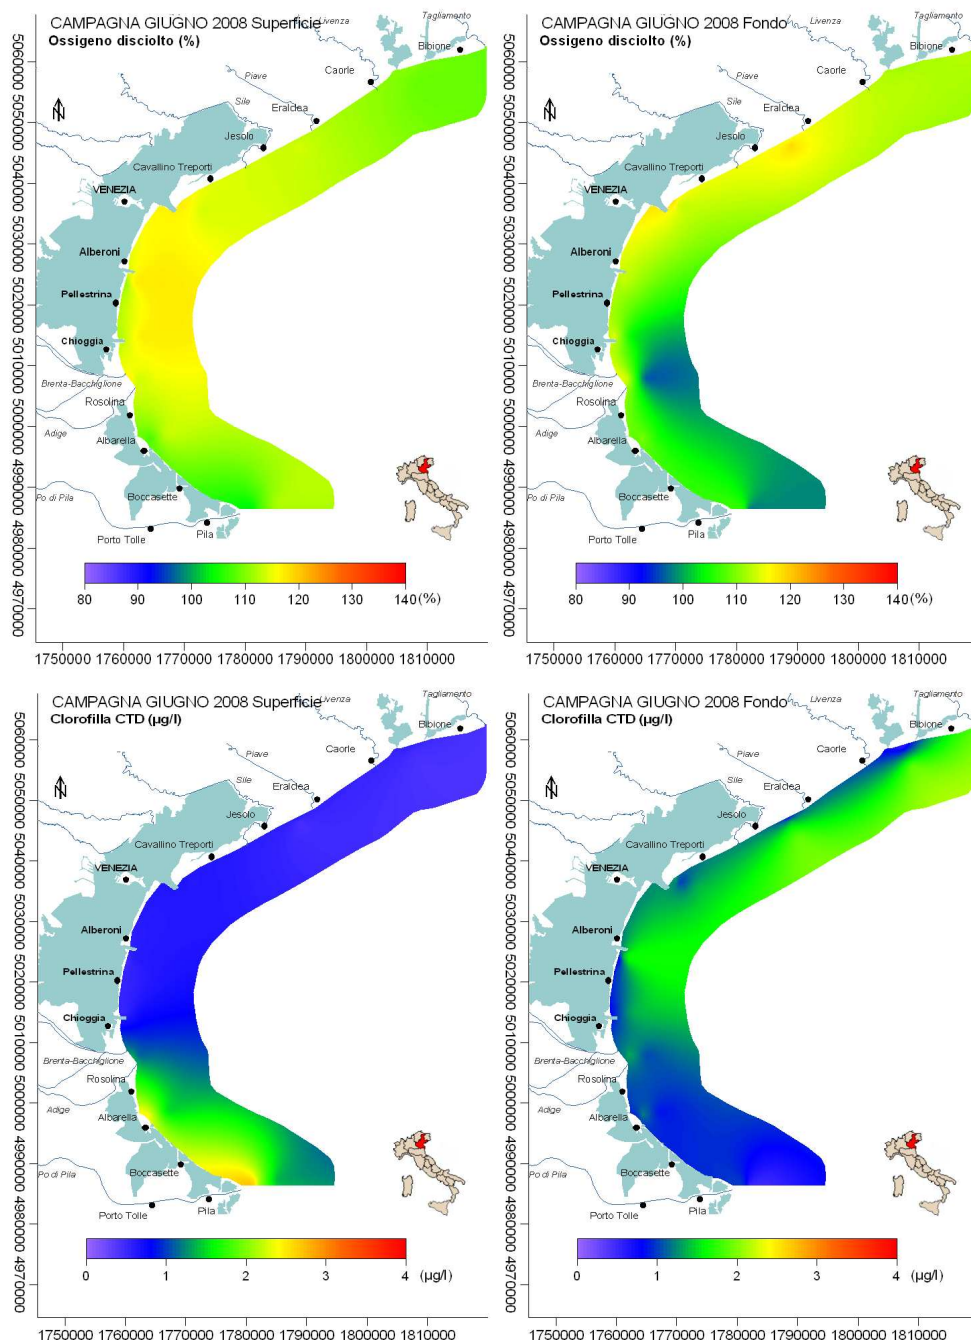 CAMPAGNA GIUGNO 2008 Superficie
Ossigeno disciolto (%)
Livenza
Tagliamento
Bibione
Caorle
Piave
Eraldea
Sile
Jesolo
Cavallino Treporti
VENEZIA
Alberoni
Pellestrina
Chioggia
Brenta-Bacchiglione
Rosolina
Adige
Albarella
Po di Pila
Boccasette
Porto Tolle
Pila
N
5060000
5050000
5040000
5030000
5020000
5010000
5000000
4990000
4980000
4970000
80 90 100 110 120 130 140 (%)
1750000 1760000 1770000 1780000 1790000 1800000 1810000
CAMPAGNA GIUGNO 2008 Fondo
Ossigeno disciolto (%)
Livenza
Tagliamento
Bibione
Caorle
Piave
Eraldea
Sile
Jesolo
Cavallino Treporti
VENEZIA
Alberoni
Pellestrina
Chioggia
Brenta-Bacchiglione
Rosolina
Adige
Albarella
Po di Pila
Boccasette
Porto Tolle
Pila
N
5060000
5050000
5040000
5030000
5020000
5010000
5000000
4990000
4980000
4970000
80 90 100 110 120 130 140 (%)
1750000 1760000 1770000 1780000 1790000 1800000 1810000
CAMPAGNA GIUGNO 2008 Superficie
Clorofilla CTD (µg/l)
Livenza
Tagliamento
Bibione
Caorle
Piave
Eraldea
Sile
Jesolo
Cavallino Treporti
VENEZIA
Alberoni
Pellestrina
Chioggia
Brenta-Bacchiglione
Rosolina
Adige
Albarella
Po di Pila
Boccasette
Porto Tolle
Pila
N
5060000
5050000
5040000
5030000
5020000
5010000
5000000
4990000
4980000
4970000
0 1 2 3 4 (µg/l)
1750000 1760000 1770000 1780000 1790000 1800000 1810000
CAMPAGNA GIUGNO 2008 Fondo
Clorofilla CTD (µg/l)
Livenza
Tagliamento
Bibione
Caorle
Piave
Eraldea
Sile
Jesolo
Cavallino Treporti
VENEZIA
Alberoni
Pellestrina
Chioggia
Brenta-Bacchiglione
Rosolina
Adige
Albarella
Po di Pila
Boccasette
Porto Tolle
Pila
N
5060000
5050000
5040000
5030000
5020000
5010000
5000000
4990000
4980000
4970000
0 1 2 3 4 (µg/l)
1750000 1760000 1770000 1780000 1790000 1800000 1810000